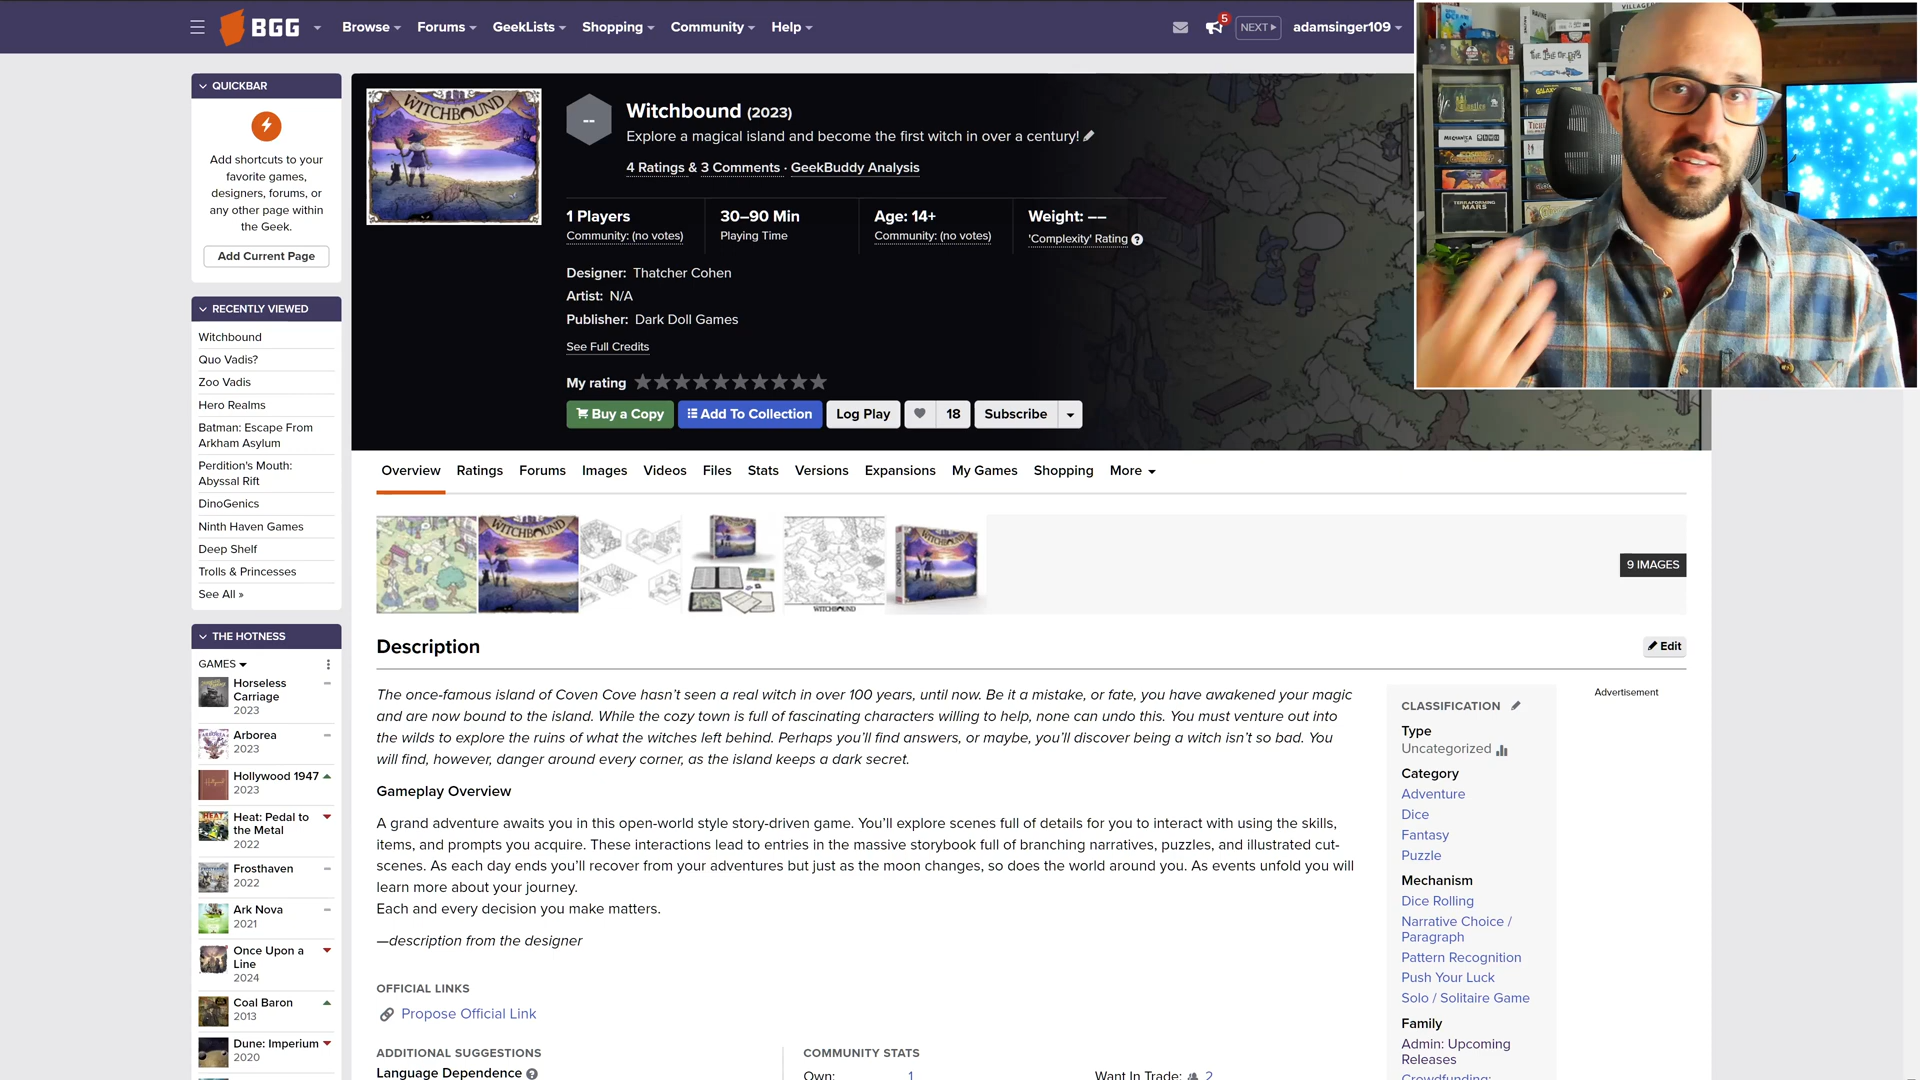 BGG
Browse
Forums
GeekLists
Shopping
Community
Help
5
NEXT
adamsinger109
QUICKBAR
Add shortcuts to your
favorite games,
designers, forums, or
any other page within
the Geek.
Add Current Page
RECENTLY VIEWED
Witchbound
Quo Vadis?
Zoo Vadis
Hero Realms
Batman: Escape From
Arkham Asylum
Perdition's Mouth:
Abyssal Rift
DinoGenics
Ninth Haven Games
Deep Shelf
Trolls & Princesses
See All »
THE HOTNESS
GAMES
Horseless
Carriage
2023
Arborea
2023
Hollywood 1947
2023
Heat: Pedal to
the Metal
2022
Frosthaven
2022
Ark Nova
2021
Once Upon a
Line
2024
Coal Baron
2013
Dune: Imperium
2020
WITCHBOUND
--
Witchbound (2023)
Explore a magical island and become the first witch in over a century!
4 Ratings & 3 Comments · GeekBuddy Analysis
1 Players
Community: (no votes)
30–90 Min
Playing Time
Age: 14+
Community: (no votes)
Weight: ––
'Complexity' Rating
Designer: Thatcher Cohen
Artist: N/A
Publisher: Dark Doll Games
See Full Credits
My rating
Buy a Copy
Add To Collection
Log Play
18
Subscribe
Overview
Ratings
Forums
Images
Videos
Files
Stats
Versions
Expansions
My Games
Shopping
More
WITCHBOUND
WITCHBOUND
WITCHBOUND
9 IMAGES
Description
Edit
The once-famous island of Coven Cove hasn't seen a real witch in over 100 years, until now. Be it a mistake, or fate, you have awakened your magic
and are now bound to the island. While the cozy town is full of fascinating characters willing to help, none can undo this. You must venture out into
the wilds to explore the ruins of what the witches left behind. Perhaps you'll find answers, or maybe, you'll discover being a witch isn't so bad. You
will find, however, danger around every corner, as the island keeps a dark secret.
Gameplay Overview
A grand adventure awaits you in this open-world style story-driven game. You'll explore scenes full of details for you to interact with using the skills,
items, and prompts you acquire. These interactions lead to entries in the massive storybook full of branching narratives, puzzles, and illustrated cut-
scenes. As each day ends you'll recover from your adventures but just as the moon changes, so does the world around you. As events unfold you will
learn more about your journey.
Each and every decision you make matters.
—description from the designer
OFFICIAL LINKS
Propose Official Link
ADDITIONAL SUGGESTIONS
Language Dependence
COMMUNITY STATS
Own: 1
Want In Trade: 2
CLASSIFICATION
Type
Uncategorized
Category
Adventure
Dice
Fantasy
Puzzle
Mechanism
Dice Rolling
Narrative Choice /
Paragraph
Pattern Recognition
Push Your Luck
Solo / Solitaire Game
Family
Admin: Upcoming
Releases
Crowdfunding:
Advertisement
MECHANICA
TERRAFORMING
MARS